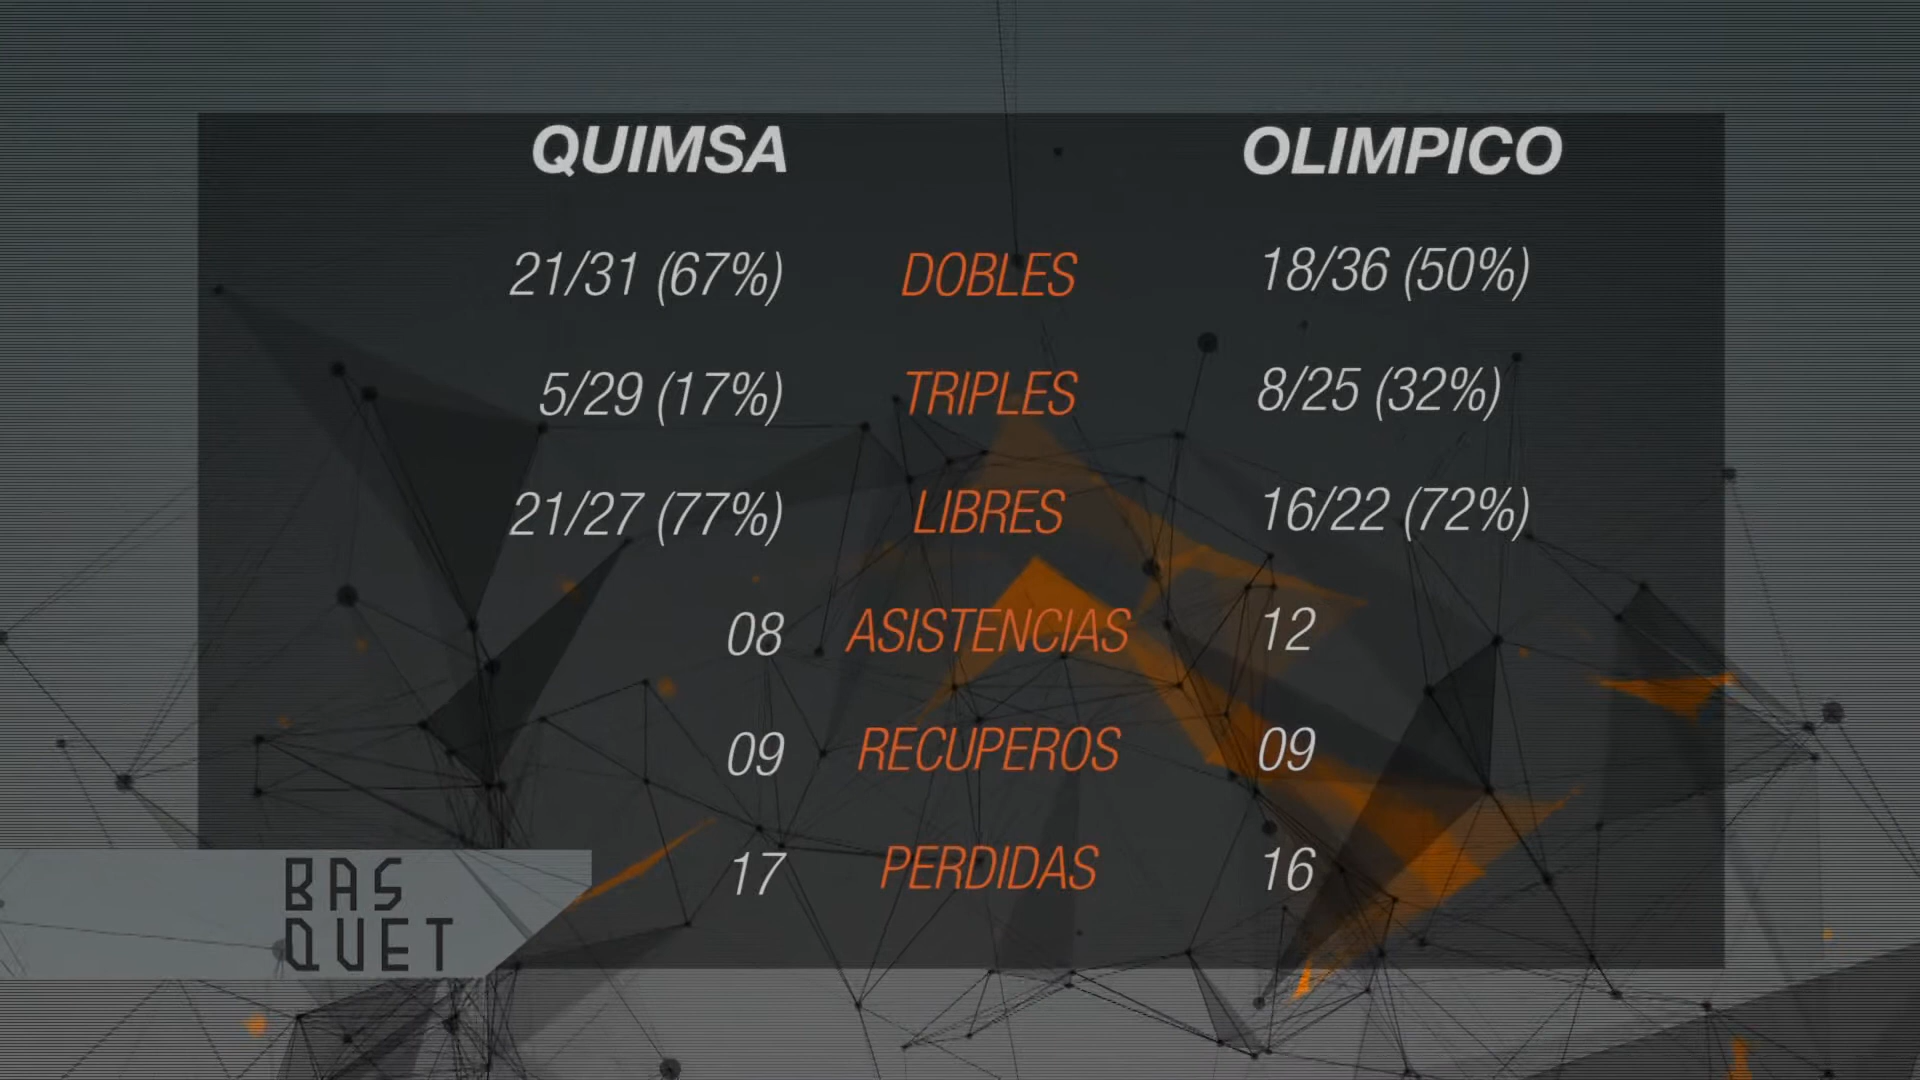 QUIMSA OLIMPICO
21/31 (67%) DOBLES 18/36 (50%)
5/29 (17%) TRIPLES 8/25 (32%)
21/27 (77%) LIBRES 16/22 (72%)
08 ASISTENCIAS 12
09 RECUPEROS 09
17 PERDIDAS 16
BAS
QUET